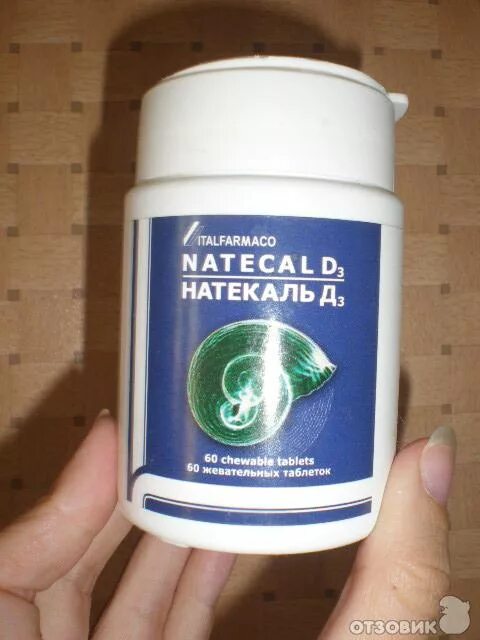 ITALFARMACO
NATECAL D₃
НАТЕКАЛЬ Д₃
60 chewable tablets
60 жевательных таблеток
ОТЗОВИК